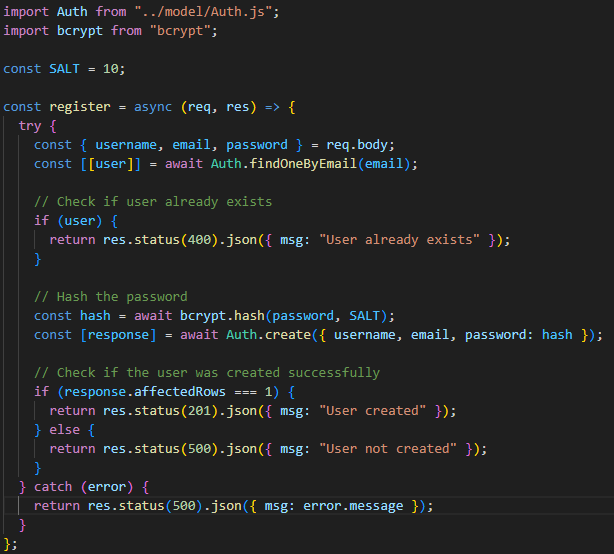 import Auth from "../model/Auth.js";
import bcrypt from "bcrypt";

const SALT = 10;

const register = async (req, res) => {
  try {
    const { username, email, password } = req.body;
    const [[user]] = await Auth.findOneByEmail(email);

    // Check if user already exists
    if (user) {
      return res.status(400).json({ msg: "User already exists" });
    }

    // Hash the password
    const hash = await bcrypt.hash(password, SALT);
    const [response] = await Auth.create({ username, email, password: hash });

    // Check if the user was created successfully
    if (response.affectedRows === 1) {
      return res.status(201).json({ msg: "User created" });
    } else {
      return res.status(500).json({ msg: "User not created" });
    }
  } catch (error) {
    return res.status(500).json({ msg: error.message });
  }
};